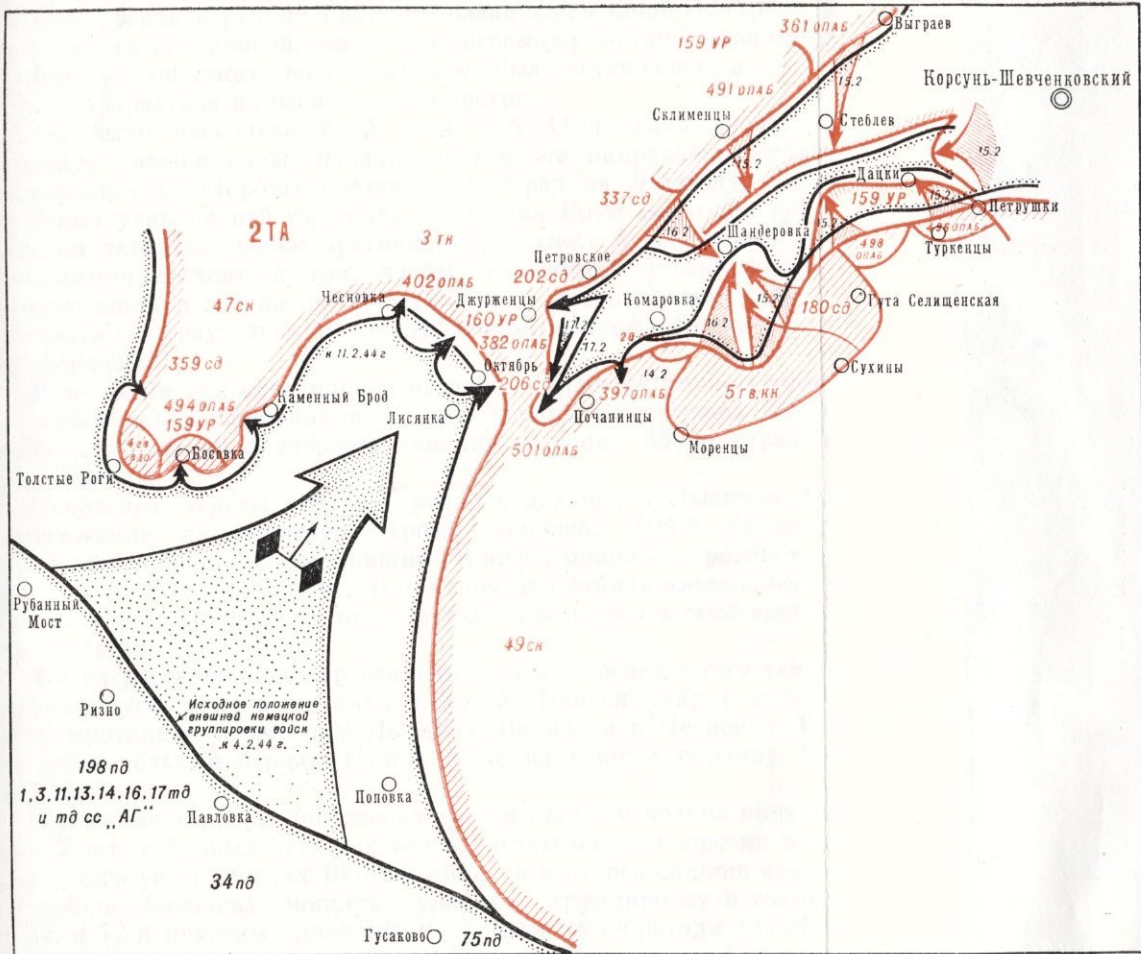 361 ОПАБ
Выграев
159 УР
15.2
491 ОПАБ
Корсунь-Шевченковский
Склименцы
Стеблев
15.2
15.2
Дацки
337 сд
159 УР
15.2
Петрушки
2ТА
3 тк
16.2
Шандеровка
15.2
498 ОПАБ
Туркенцы
498
ОПАБ
Петровское
402 ОПАБ
202 сд
47 ск
Чесновка
Джурженцы
Комаровка
15.2
180 сд
Гута Селищенская
160 УР
17.2
16.2
к 11.2.44 г
382 ОПАБ
17.2
359 сд
Октябрь
14.2
Сухины
206 сд
397 ОПАБ
5 гв.кк
494 ОПАБ
Каменный Брод
Лисянка
Почапинцы
159 УР
501 ОПАБ
Моренцы
Босовка
Толстые Роги
Рубанный
Мост
49 ск
Ризно
Исходное положение
внешней немецкой
группировки войск
к 4.2.44 г.
198 пд
1,3.11.13.14.16.17 тд
и тд сс „АГ“
Павловка
Поповка
34 пд
Гусаково
75 пд